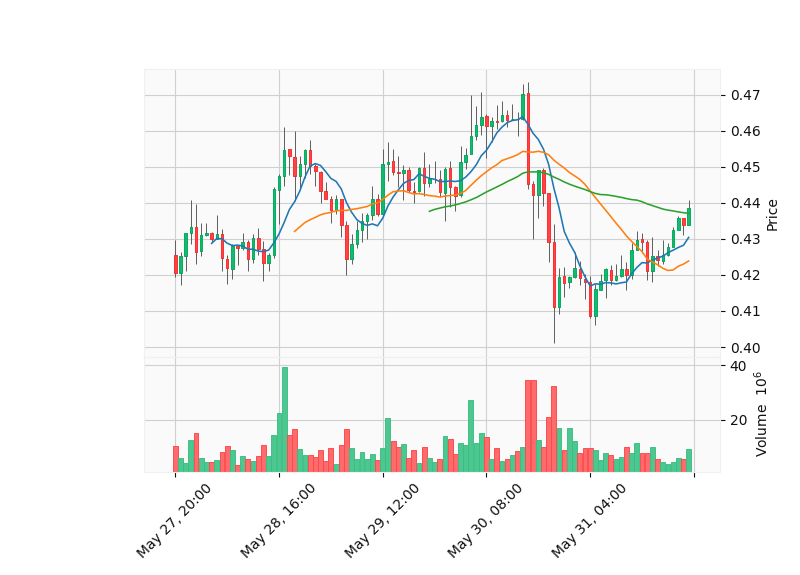 0.47
0.46
0.45
0.44
0.43
0.42
0.41
0.40
Price
40
20
Volume 10^6
May 27, 20:00
May 28, 16:00
May 29, 12:00
May 30, 08:00
May 31, 04:00